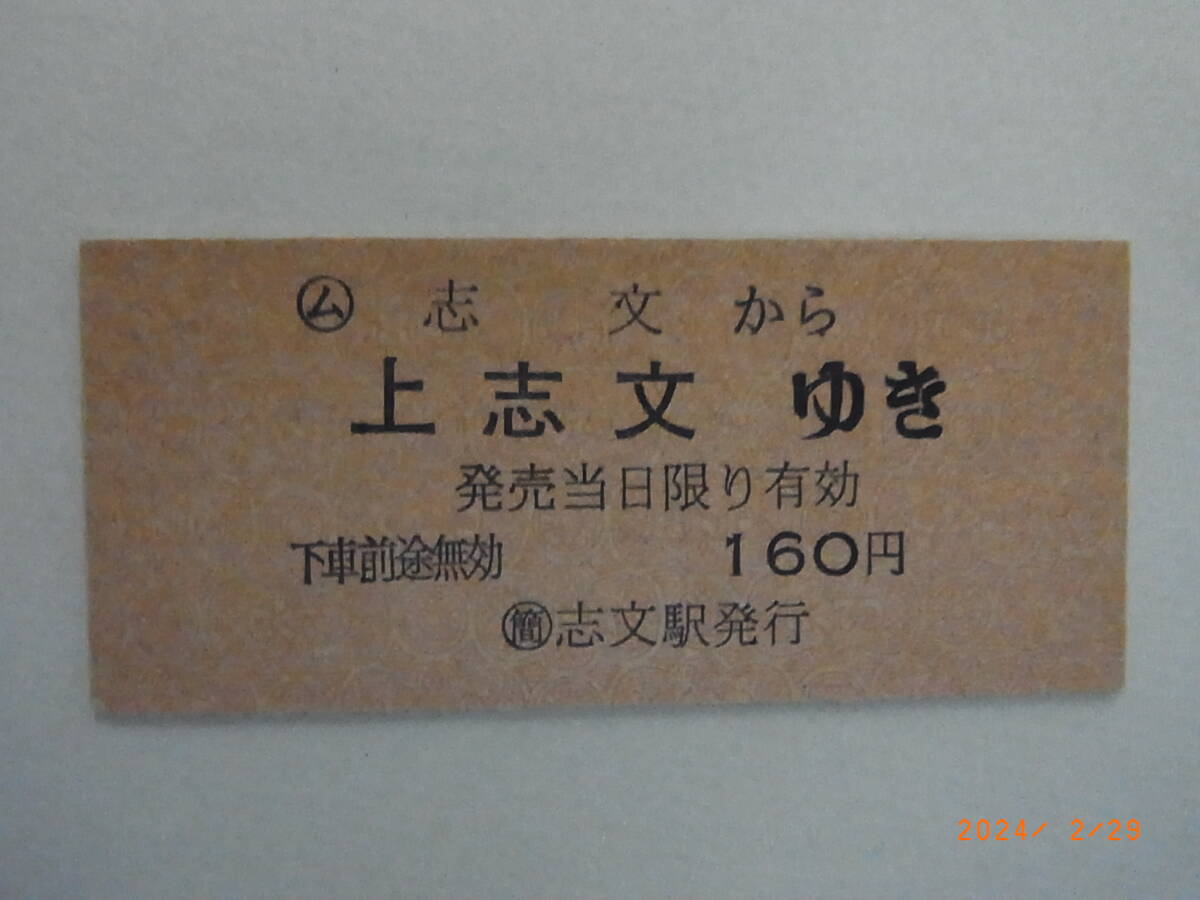 ㋰ 志 文 から
上志文 ゆき
発売当日限り有効
下車前途無効 160円
㋖志文駅発行
2024/ 2/29